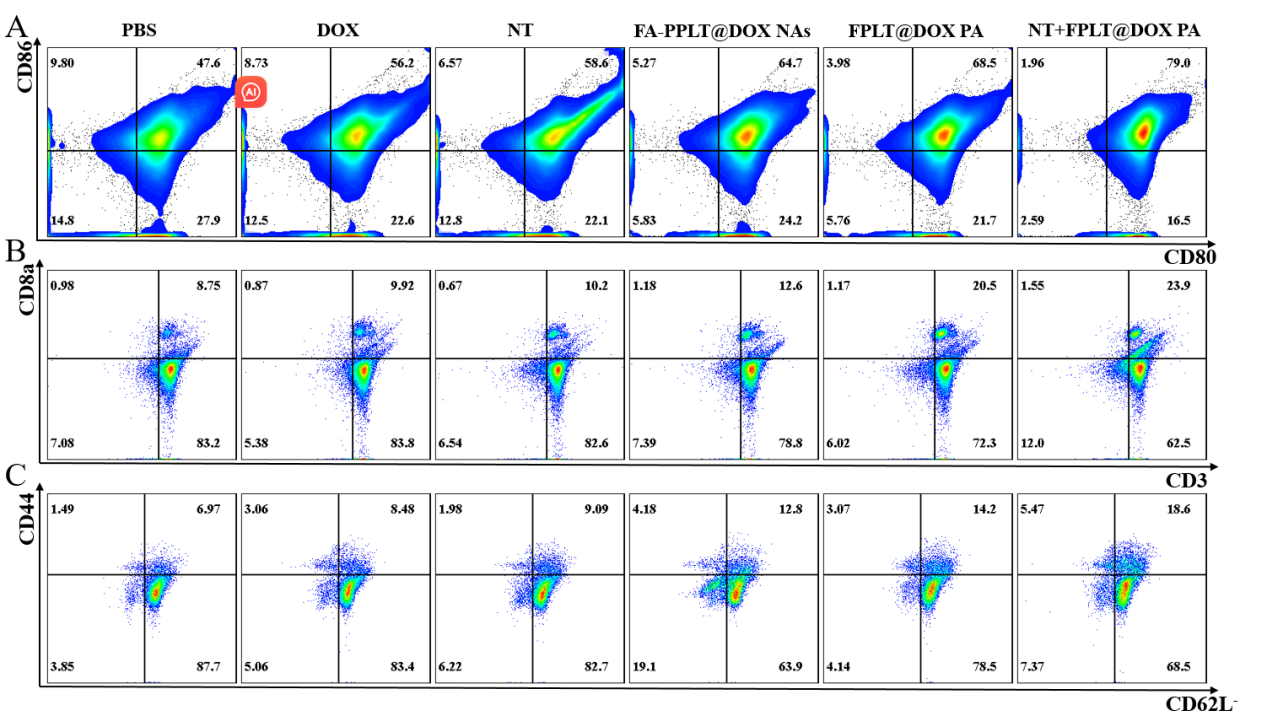 A
PBS DOX NT FA-PPLT@DOX NAs FPLT@DOX PA NT+FPLT@DOX PA
CD86
9.80 47.6 8.73 56.2 6.57 58.6 5.27 64.7 3.98 68.5 1.96 79.0
AI
14.8 27.9 12.5 22.6 12.8 22.1 5.83 24.2 5.76 21.7 2.59 16.5
CD80
B
CD8a
0.98 8.75 0.87 9.92 0.67 10.2 1.18 12.6 1.17 20.5 1.55 23.9
7.08 83.2 5.38 83.8 6.54 82.6 7.39 78.8 6.02 72.3 12.0 62.5
CD3
C
CD44
1.49 6.97 3.06 8.48 1.98 9.09 4.18 12.8 3.07 14.2 5.47 18.6
3.85 87.7 5.06 83.4 6.22 82.7 19.1 63.9 4.14 78.5 7.37 68.5
CD62L-